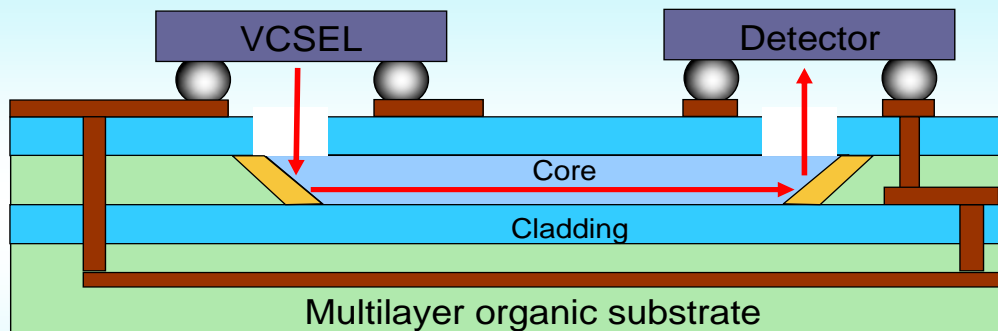 VCSEL
Detector
Core
Cladding
Multilayer organic substrate